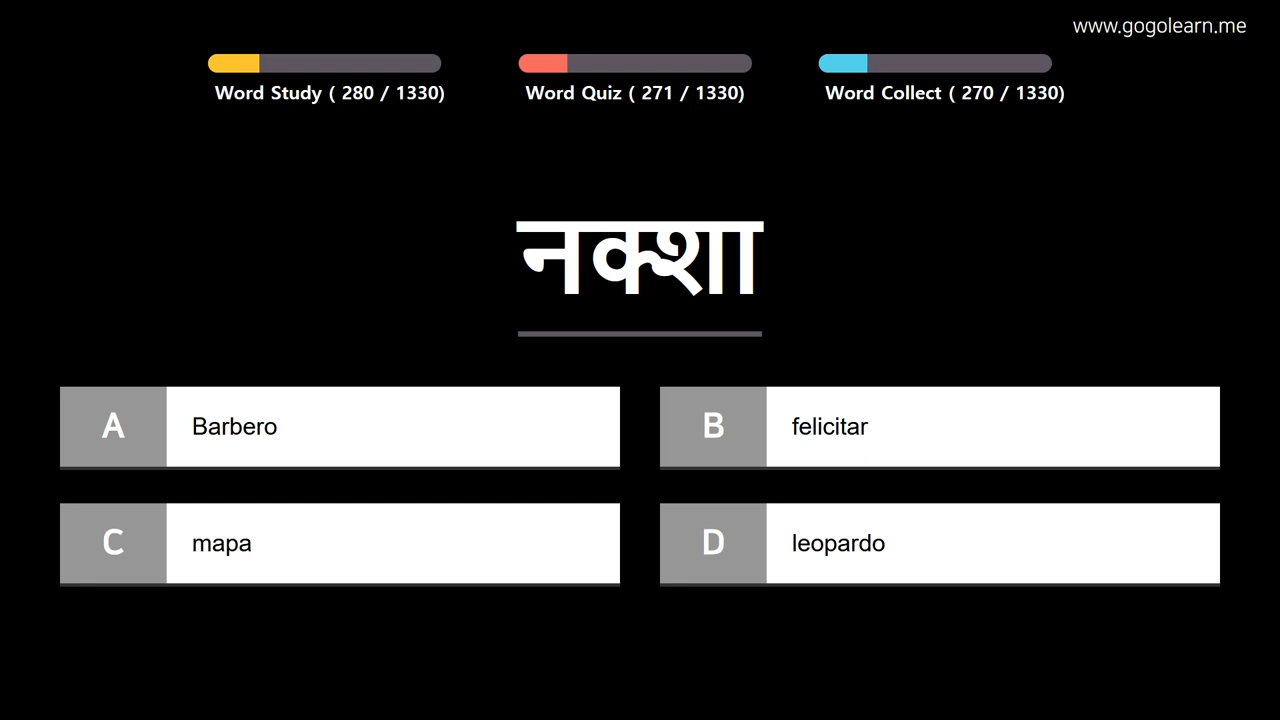 www.gogolearn.me
Word Study ( 280 / 1330)
Word Quiz ( 271 / 1330)
Word Collect ( 270 / 1330)
नक्शा
A Barbero
B felicitar
C mapa
D leopardo